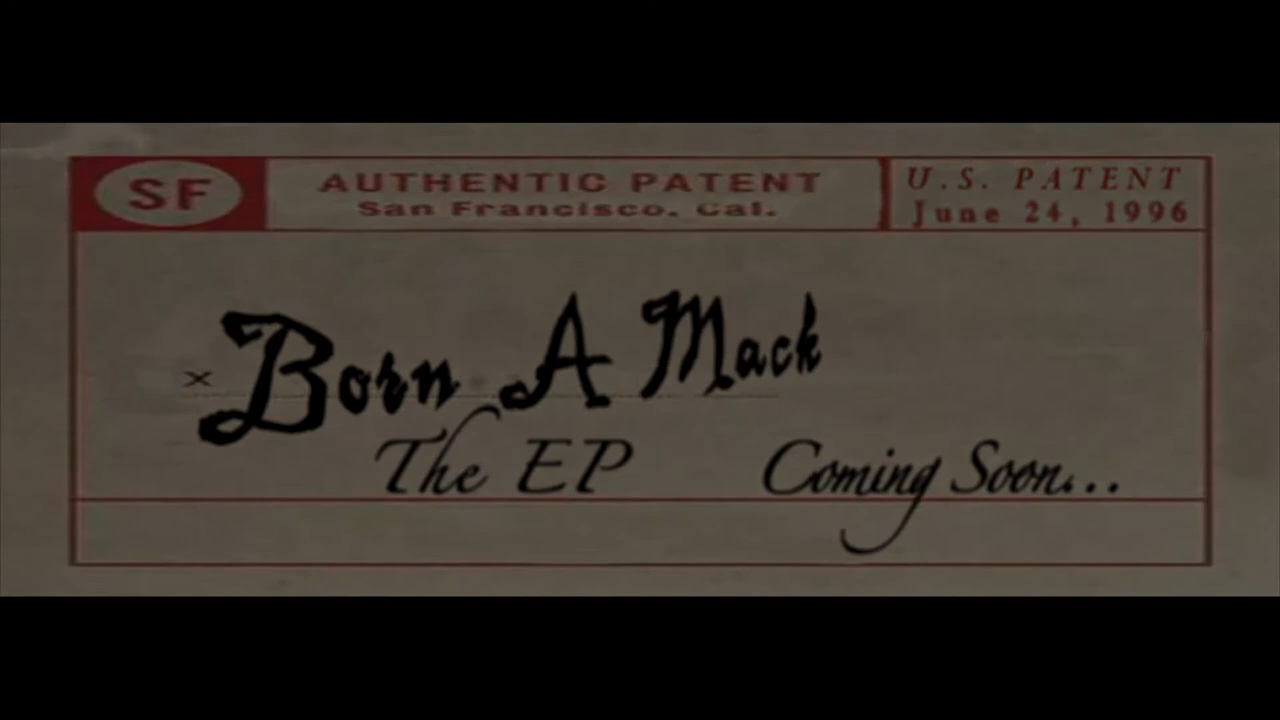 SF
AUTHENTIC PATENT
San Francisco, Cal.
U.S. PATENT
June 24, 1996
x Born A Mack
The EP Coming Soon...